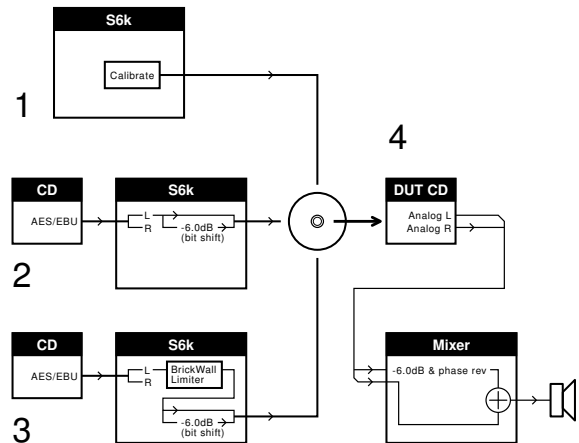 S6k
Calibrate
1
4
CD
AES/EBU
S6k
L
R
-6.0dB
(bit shift)
DUT CD
Analog L
Analog R
2
CD
AES/EBU
S6k
L
R
BrickWall
Limiter
-6.0dB
(bit shift)
Mixer
-6.0dB & phase rev
3